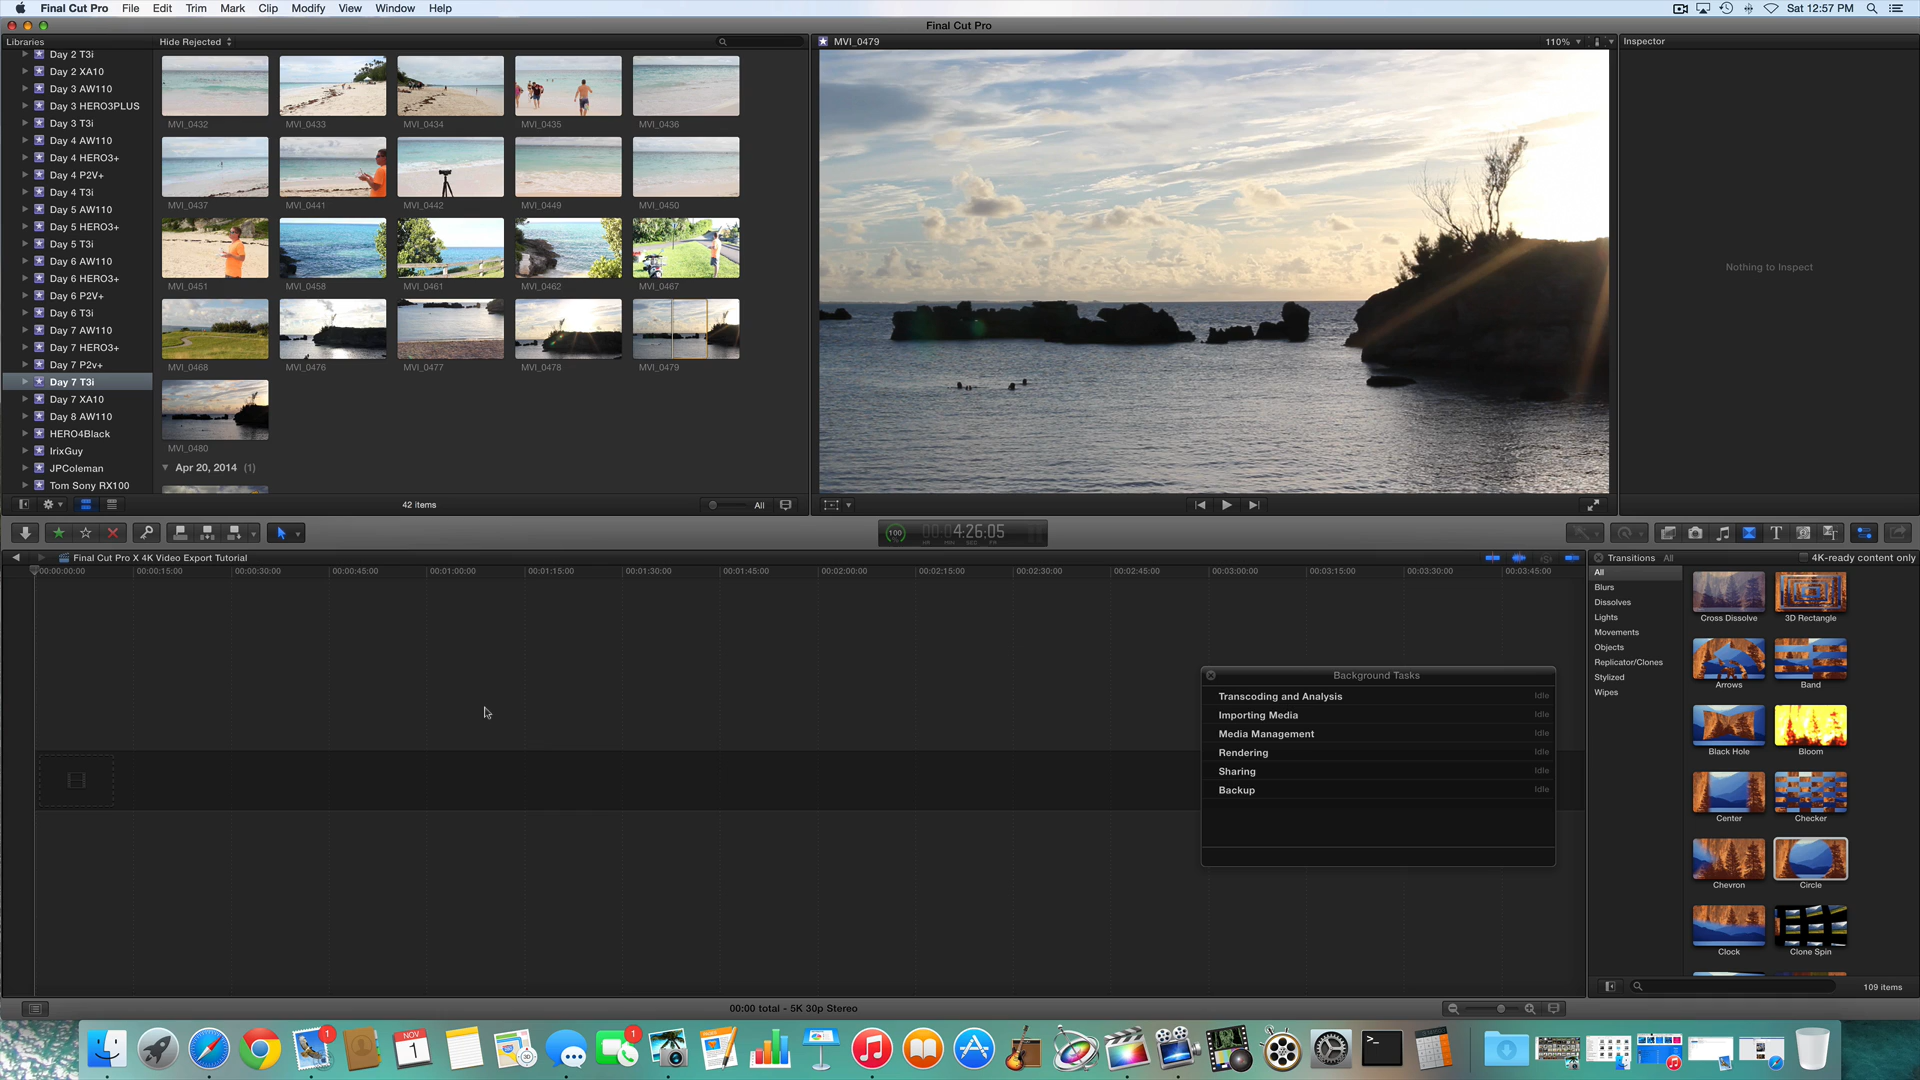 Final Cut Pro File Edit Trim Mark Clip Modify View Window Help
Sat 12:57 PM
Final Cut Pro
Libraries
Hide Rejected
MVI_0479
110%
Inspector
Day 2 T3i
Day 2 XA10
Day 3 AW110
Day 3 HERO3PLUS
Day 3 T3i
Day 4 AW110
Day 4 HERO3+
Day 4 P2V+
Day 4 T3i
Day 5 AW110
Day 5 HERO3+
Day 5 T3i
Day 6 AW110
Day 6 HERO3+
Day 6 P2V+
Day 6 T3i
Day 7 AW110
Day 7 HERO3+
Day 7 P2v+
Day 7 T3i
Day 7 XA10
Day 8 AW110
HERO4Black
IrixGuy
JPColeman
Tom Sony RX100
MVI_0432 MVI_0433 MVI_0434 MVI_0435 MVI_0436
MVI_0437 MVI_0441 MVI_0442 MVI_0449 MVI_0450
MVI_0451 MVI_0458 MVI_0461 MVI_0462 MVI_0467
MVI_0468 MVI_0476 MVI_0477 MVI_0478 MVI_0479
MVI_0480
Apr 20, 2014 (1)
42 items
All
Nothing to Inspect
100
00:00:4:26:05
HR MIN SEC FR
Final Cut Pro X 4K Video Export Tutorial
00:00:00:00 00:00:15:00 00:00:30:00 00:00:45:00 00:01:00:00 00:01:15:00 00:01:30:00 00:01:45:00 00:02:00:00 00:02:15:00 00:02:30:00 00:02:45:00 00:03:00:00 00:03:15:00 00:03:30:00 00:03:45:00
Transitions All
4K-ready content only
All
Blurs
Dissolves
Lights
Movements
Objects
Replicator/Clones
Stylized
Wipes
Cross Dissolve 3D Rectangle
Arrows Band
Black Hole Bloom
Center Checker
Chevron Circle
Clock Clone Spin
109 items
Background Tasks
Transcoding and Analysis Idle
Importing Media Idle
Media Management Idle
Rendering Idle
Sharing Idle
Backup Idle
00:00 total - 5K 30p Stereo
1
NOV
1
3D
1
>_